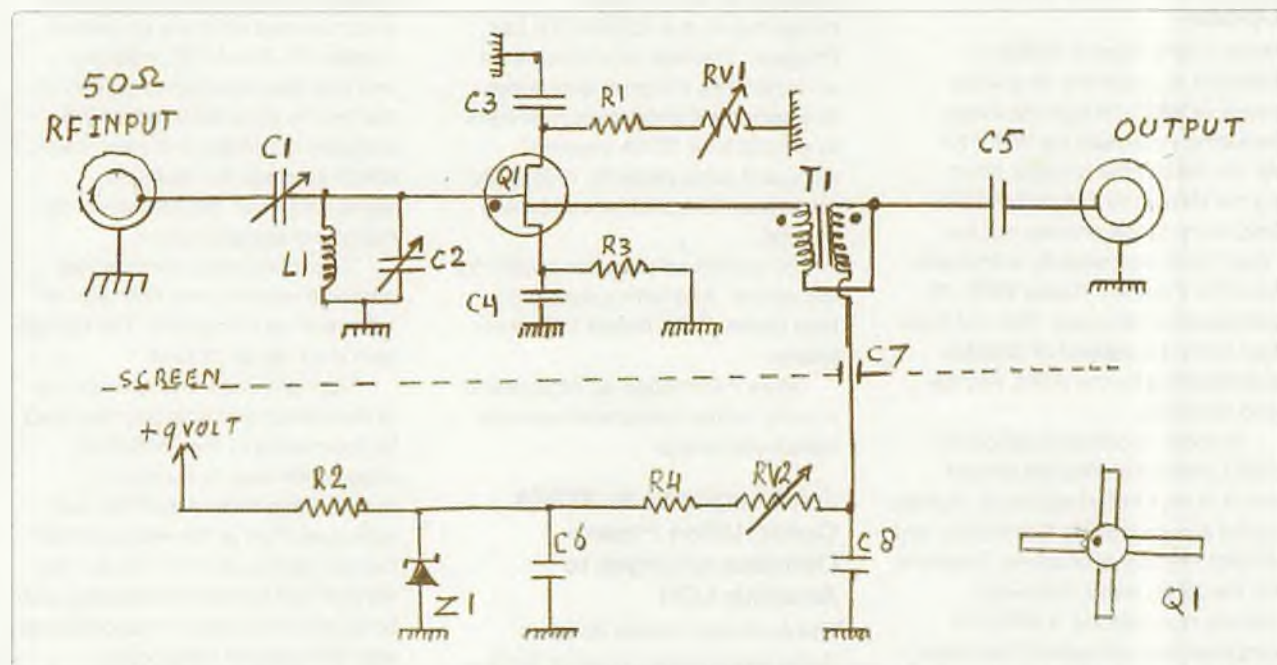 50Ω
RF INPUT
C1
L1
C2
C3
Q1
C4
R1
RV1
R3
T1
C5
OUTPUT
SCREEN
C7
+9VOLT
R2
Z1
C6
R4
RV2
C8
Q1